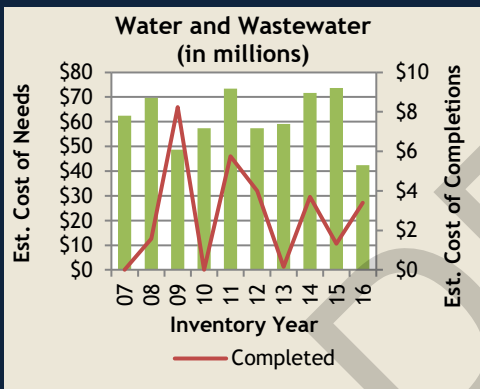 Water and Wastewater
(in millions)
Est. Cost of Needs
$80
$70
$60
$50
$40
$30
$20
$10
$0
$10
$8
$6
$4
$2
$0
Est. Cost of Completions
07 08 09 10 11 12 13 14 15 16
Inventory Year
Completed